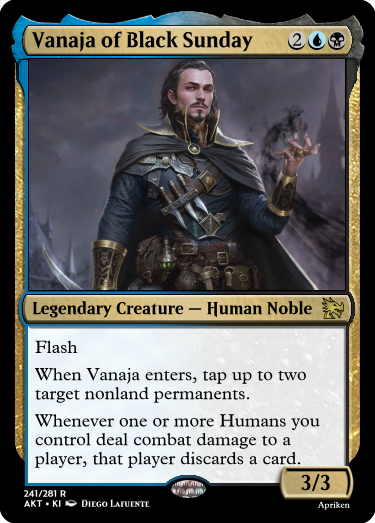 Vanaja of Black Sunday 2
Legendary Creature — Human Noble
Flash
When Vanaja enters, tap up to two
target nonland permanents.
Whenever one or more Humans you
control deal combat damage to a
player, that player discards a card.
3/3
241/281 R
AKT • KI Diego Lafuente
Apriken